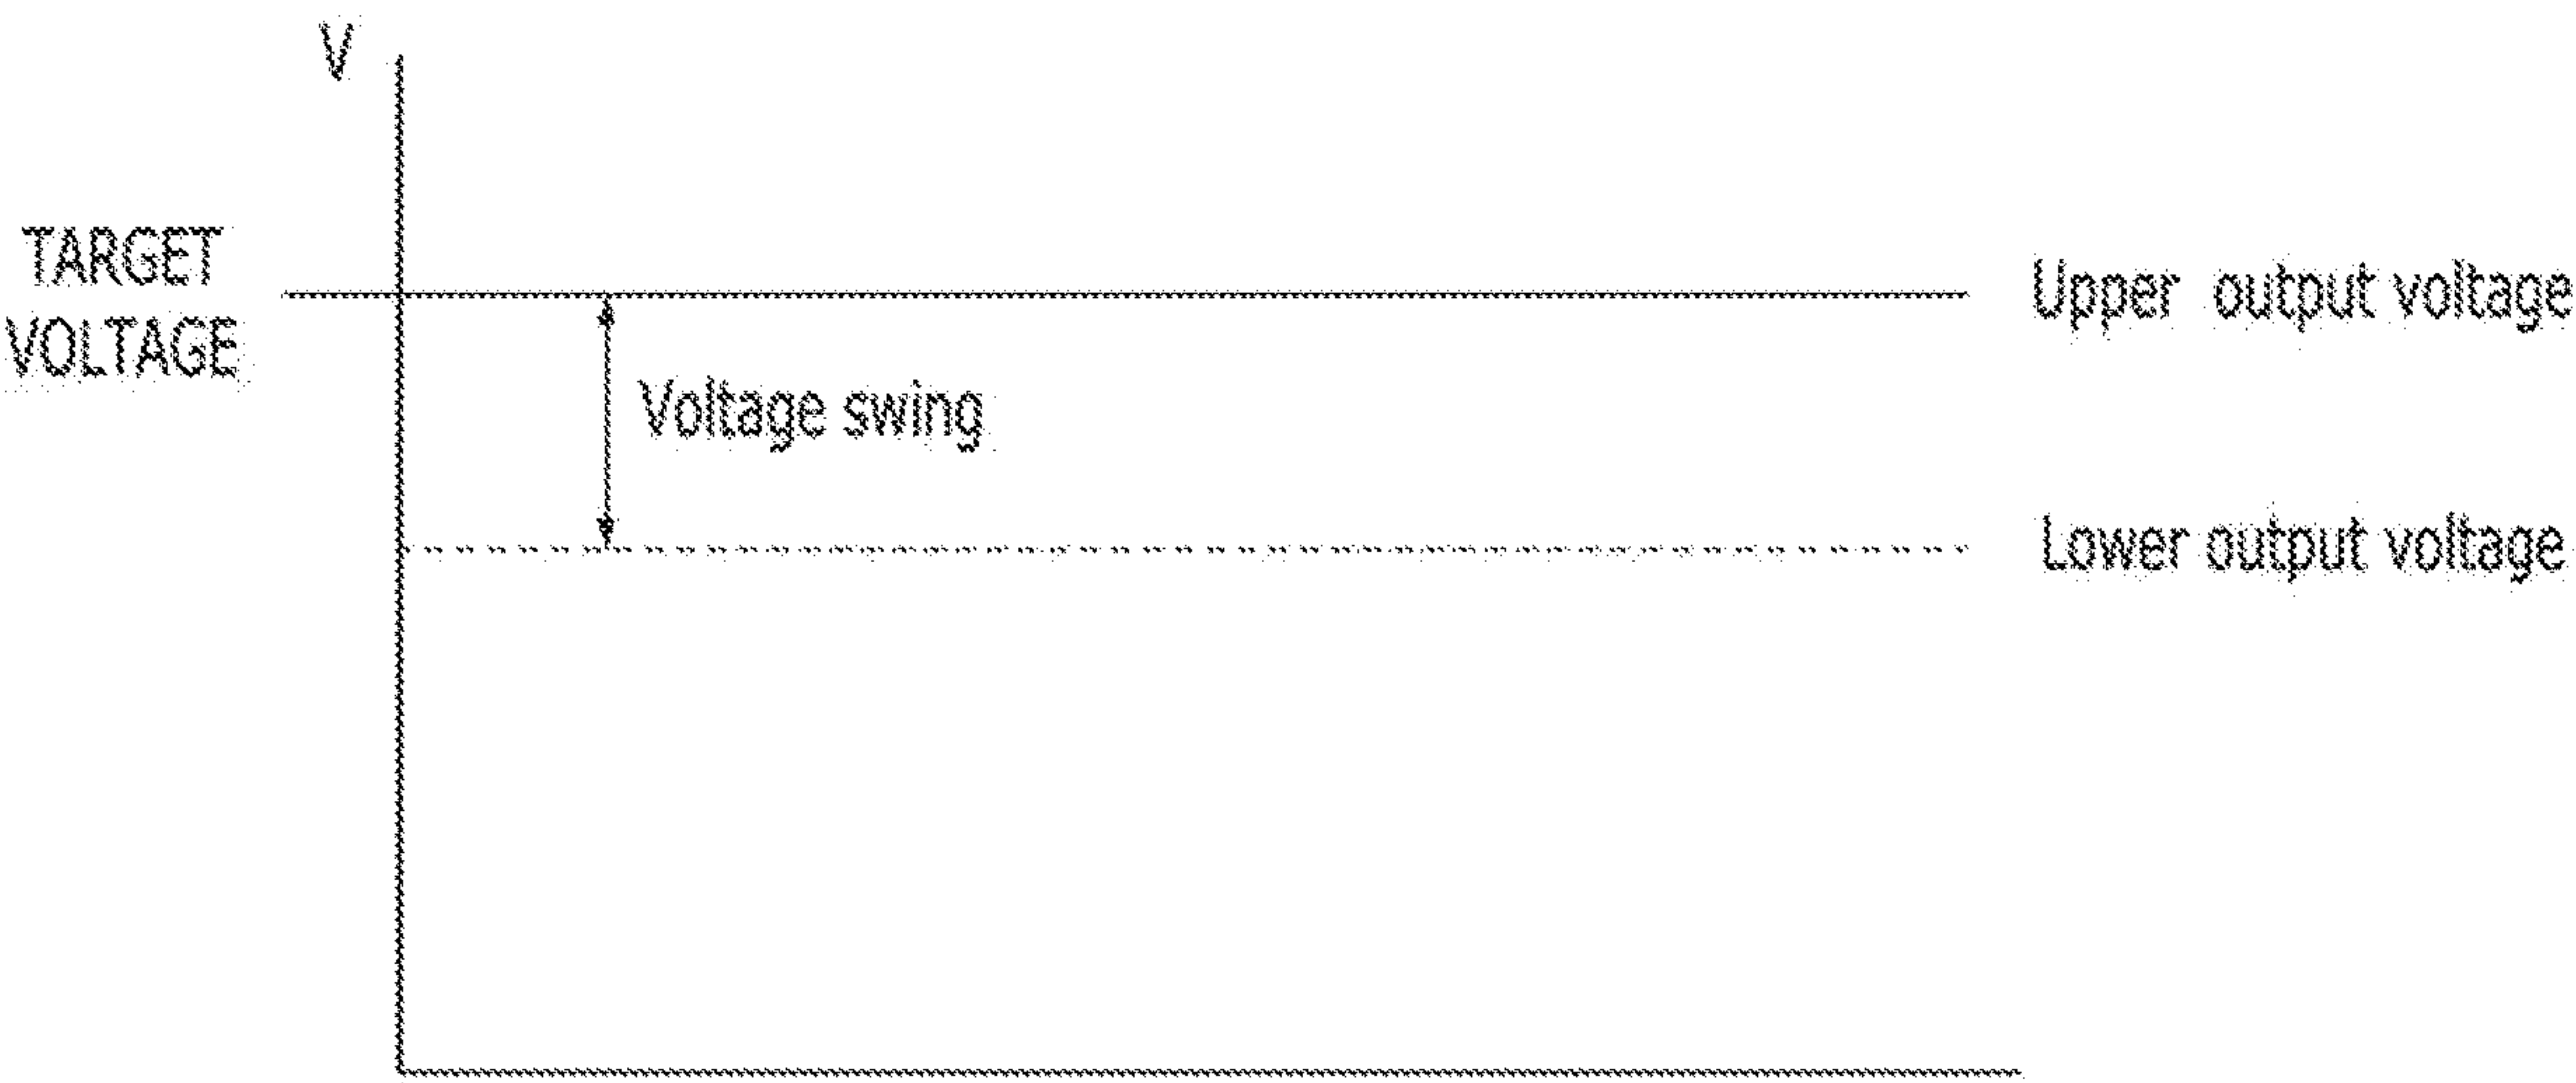 V
TARGET
VOLTAGE
Upper output voltage
Voltage swing
Lower output voltage